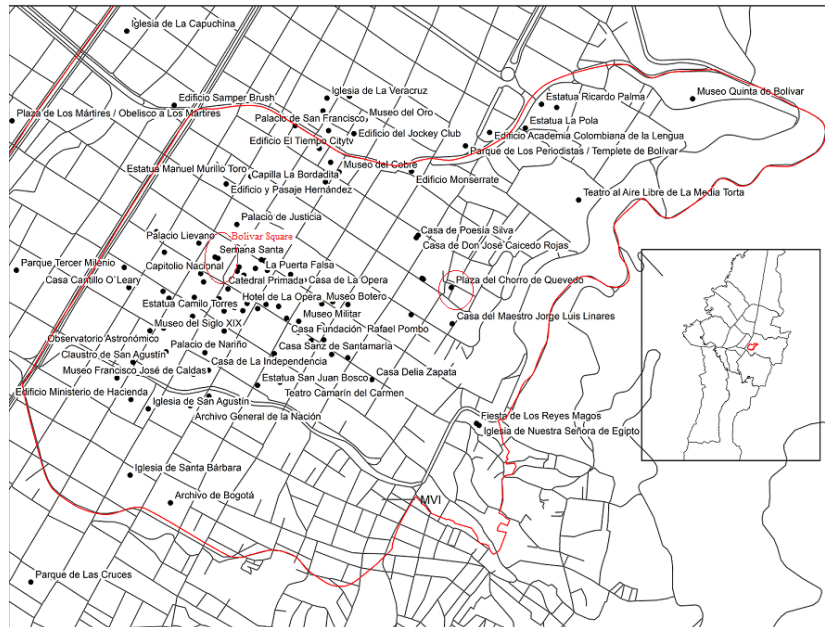 Iglesia de La Capuchina
Iglesia de La Veracruz
Edificio Samper Brush
Museo del Oro
Estatua Ricardo Palma
Museo Quinta de Bolívar
Plaza de Los Mártires / Obelisco a Los Mártires
Palacio de San Francisco
Estatua La Pola
Edificio del Jockey Club
Edificio Academia Colombiana de la Lengua
Edificio El Tiempo Citytv
Parque de Los Periodistas / Templete de Bolívar
Estatua Manuel Murillo Toro
Museo del Cobre
Capilla La Bordadita
Edificio Monserrate
Edificio y Pasaje Hernández
Teatro al Aire Libre de La Media Torta
Palacio de Justicia
Casa de Poesía Silva
Palacio Lievano
Bolívar Square
Casa de Don José Caicedo Rojas
Semana Santa
Parque Tercer Milenio
Capitolio Nacional
La Puerta Falsa
Casa Cantillo O`Leary
Catedral Primada
Casa de La Opera
Plaza del Chorro de Quevedo
Estatua Camilo Torres
Hotel de La Opera
Museo Botero
Museo del Siglo XIX
Museo Militar
Casa del Maestro Jorge Luis Linares
Observatorio Astronómico
Casa Fundación Rafael Pombo
Palacio de Nariño
Casa Sanz de Santamaria
Claustro de San Agustín
Casa de La Independencia
Museo Francisco José de Caldas
Casa Delia Zapata
Estatua San Juan Bosco
Edificio Ministerio de Hacienda
Teatro Camarín del Carmen
Iglesia de San Agustín
Archivo General de la Nación
Fiesta de Los Reyes Magos
Iglesia de Nuestra Señora de Egipto
Iglesia de Santa Bárbara
Archivo de Bogotá
MVI
Parque de Las Cruces